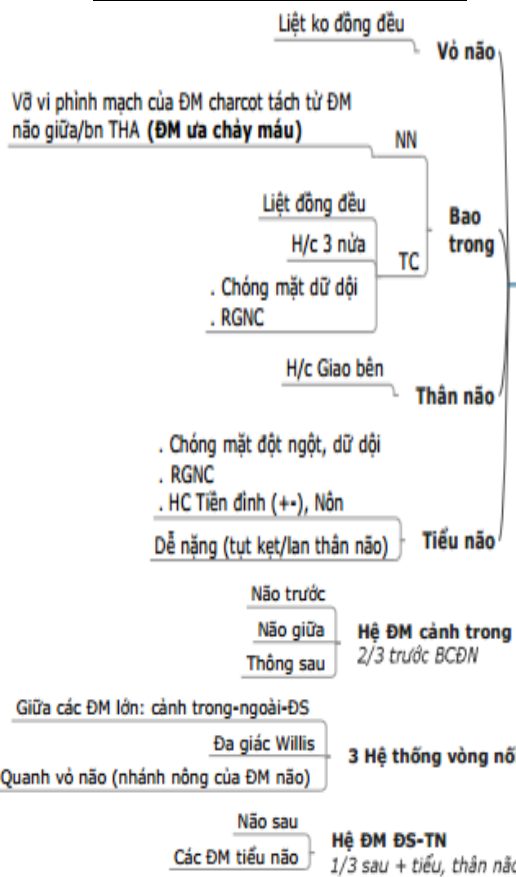 Liệt ko đồng đều
Vỏ não
Vỡ vi phình mạch của ĐM charcot tách từ ĐM
não giữa/bn THA (ĐM ưa chảy máu)
NN
Liệt đồng đều
H/c 3 nửa
. Chóng mặt dữ dội
. RGNC
TC
Bao
trong
H/c Giao bên
Thân não
. Chóng mặt đột ngột, dữ dội
. RGNC
. HC Tiền đình (+-), Nôn
Dễ nặng (tụt kẹt/lan thân não)
Tiểu não
Não trước
Não giữa
Thông sau
Hệ ĐM cảnh trong
2/3 trước BCĐN
Giữa các ĐM lớn: cảnh trong-ngoài-ĐS
Đa giác Willis
Quanh vỏ não (nhánh nông của ĐM não)
3 Hệ thống vòng nố
Não sau
Các ĐM tiểu não
Hệ ĐM ĐS-TN
1/3 sau + tiểu, thân não